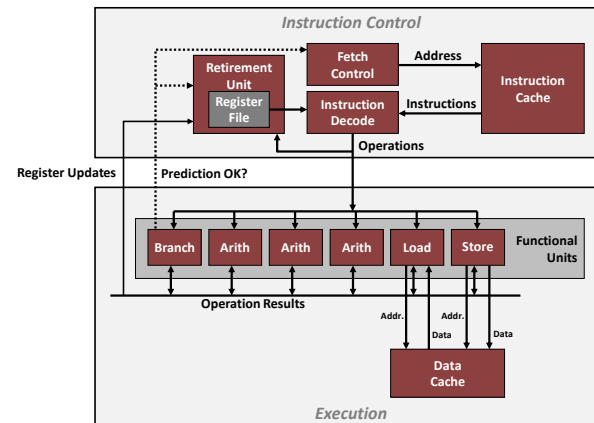 Instruction Control
Fetch
Control
Address
Retirement
Unit
Instruction
Cache
Register
File
Instruction
Decode
Instructions
Operations
Register Updates
Prediction OK?
Branch
Arith
Arith
Arith
Load
Store
Functional
Units
Operation Results
Addr.
Data
Addr.
Data
Data
Cache
Execution